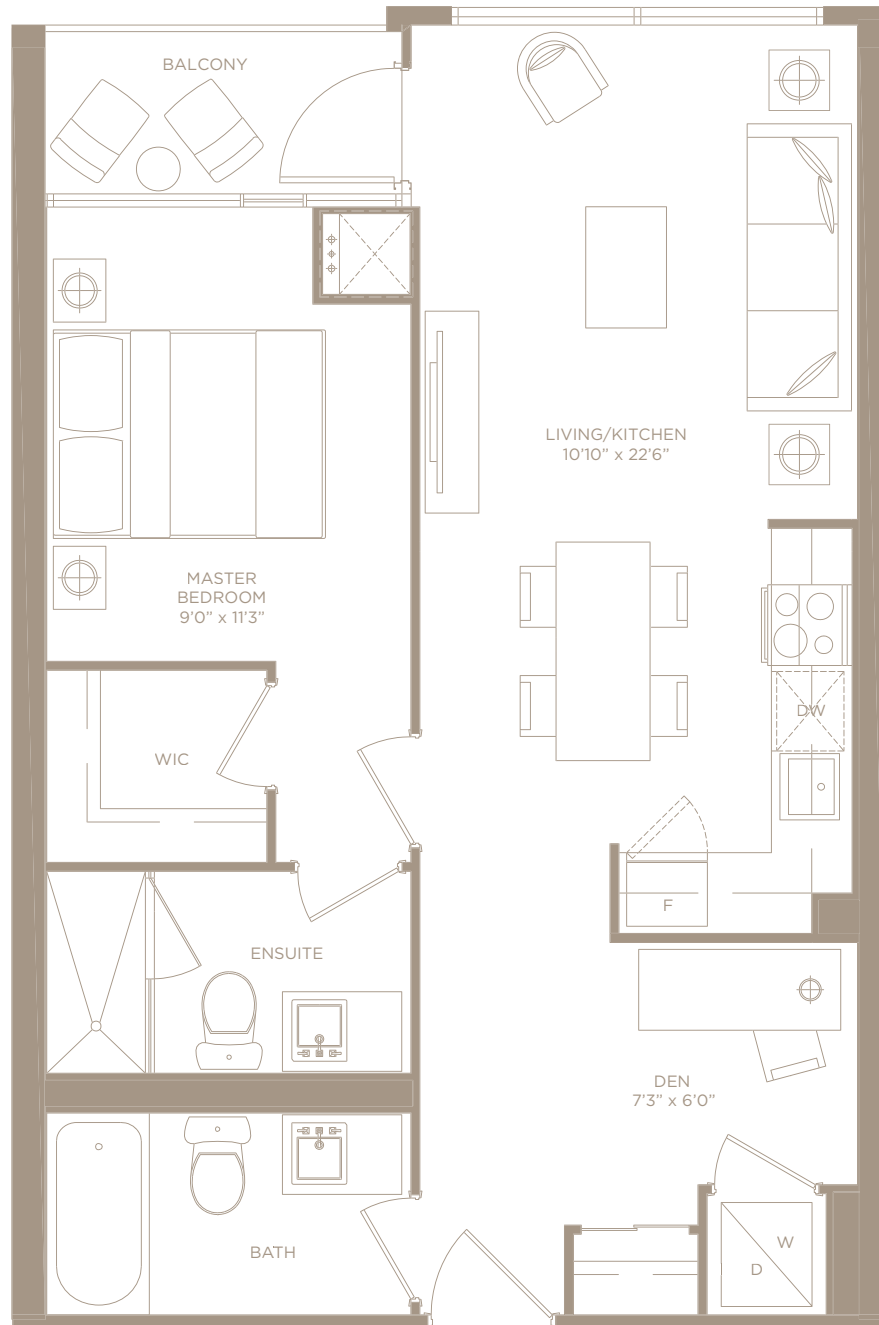 BALCONY
LIVING/KITCHEN
10'10” x 22'6”
MASTER
BEDROOM
9'0” x 11'3”
DW
WIC
F
ENSUITE
DEN
7'3” x 6'0”
BATH
W
D